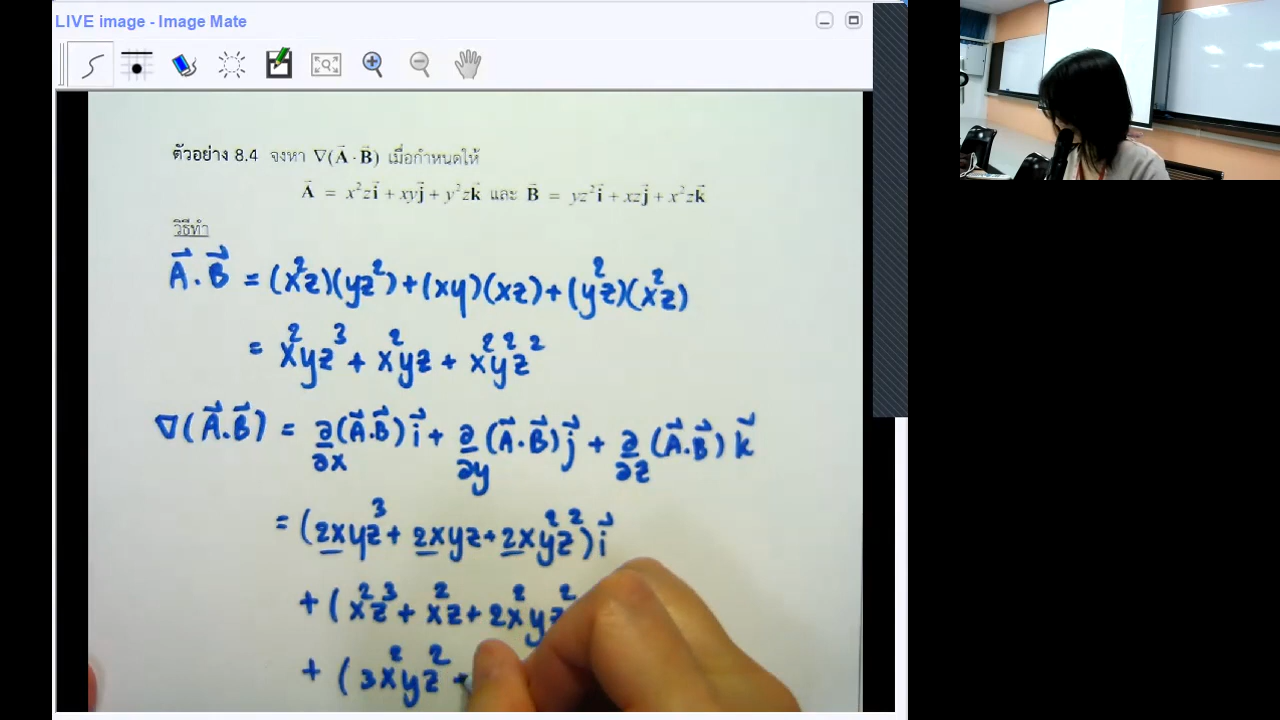 LIVE image - Image Mate
ตัวอย่าง 8.4 จงหา ∇(A⃗ · B⃗) เมื่อกำหนดให้
A⃗ = x²zi⃗ + xyj⃗ + y²zk⃗ และ B⃗ = yz²i⃗ + xzj⃗ + x²zk⃗
วิธีทำ
A⃗ · B⃗ = (x²z)(yz²) + (xy)(xz) + (y²z)(x²z)
= x²yz³ + x²yz + x²y²z²
∇(A⃗·B⃗) = ∂/∂x (A⃗·B⃗) i⃗ + ∂/∂y (A⃗·B⃗) j⃗ + ∂/∂z (A⃗·B⃗) k⃗
= (2xyz³ + 2xyz + 2xy²z²) i⃗
+ (x²z³ + x²z + 2x²yz²
+ (3x²yz² +